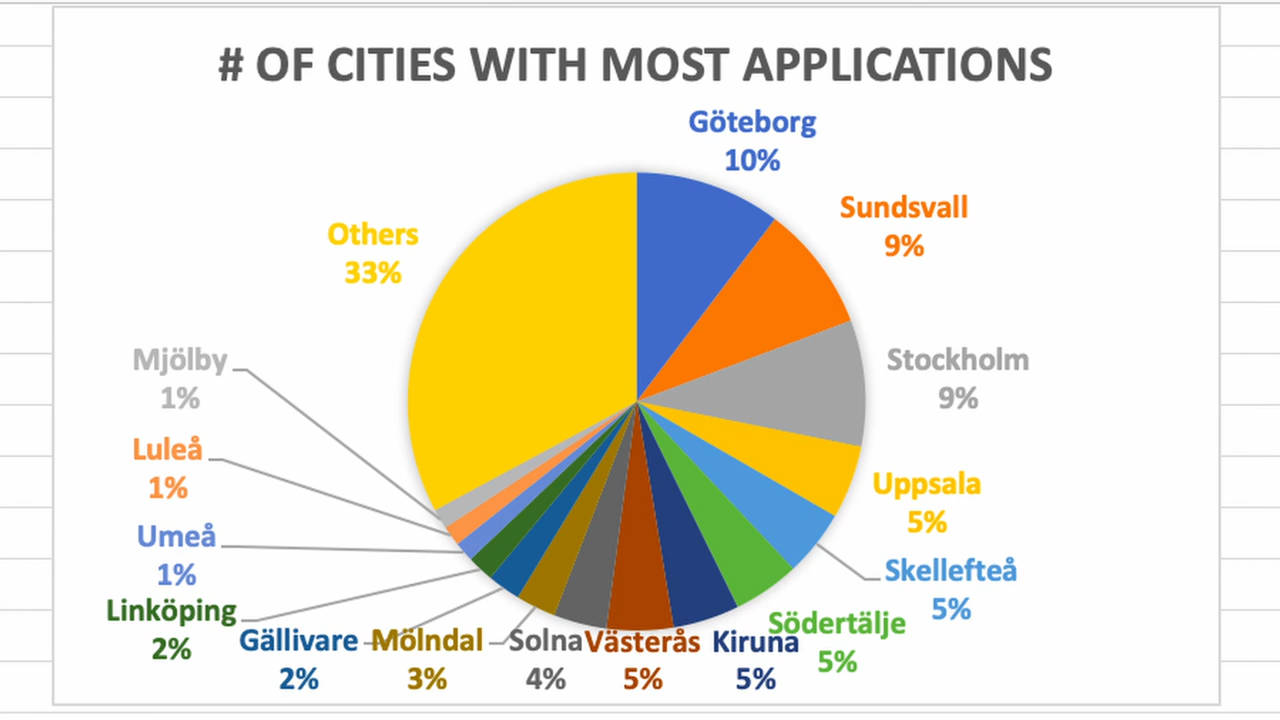 # OF CITIES WITH MOST APPLICATIONS
Göteborg
10%
Sundsvall
9%
Stockholm
9%
Uppsala
5%
Skellefteå
5%
Södertälje
5%
Kiruna
5%
Västerås
5%
Solna
4%
Mölndal
3%
Gällivare
2%
Linköping
2%
Umeå
1%
Luleå
1%
Mjölby
1%
Others
33%